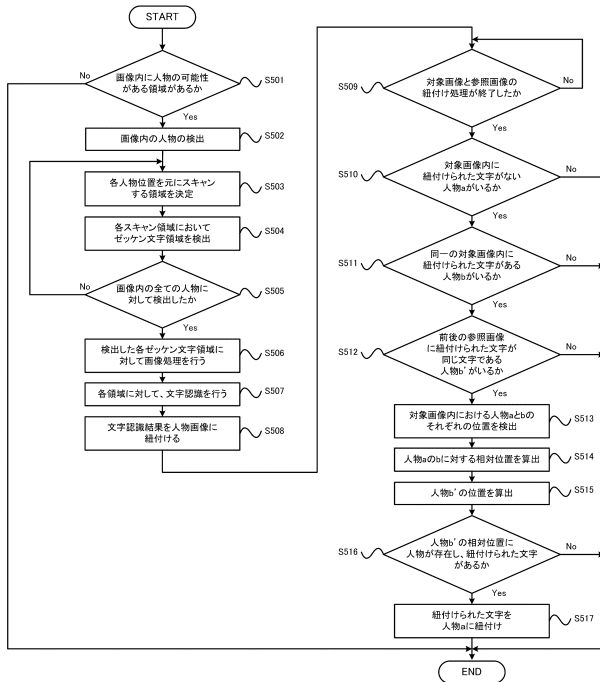 START
画像内に人物の可能性
がある領域があるか
No
S501
Yes
画像内の人物の検出
S502
各人物位置を元にスキャン
する領域を決定
S503
各スキャン領域において
ゼッケン文字領域を検出
S504
No
画像内の全ての人物に
対して検出したか
S505
Yes
検出した各ゼッケン文字領域に
対して画像処理を行う
S506
各領域に対して、文字認識を行う
S507
文字認識結果を人物画像に
紐付ける
S508
S509
対象画像と参照画像の
紐付け処理が終了したか
No
Yes
S510
対象画像内に
紐付けられた文字がない
人物aがいるか
No
Yes
S511
同一の対象画像内に
紐付けられた文字がある
人物bがいるか
No
Yes
S512
前後の参照画像
に紐付けられた文字が
同じ文字である
人物b'がいるか
No
Yes
対象画像内における人物aとbの
それぞれの位置を検出
S513
人物aのbに対する相対位置を算出
S514
人物b'の位置を算出
S515
S516
人物b'の相対位置に
人物が存在し、紐付けられた文字
があるか
No
Yes
紐付けられた文字を
人物aに紐付け
S517
END